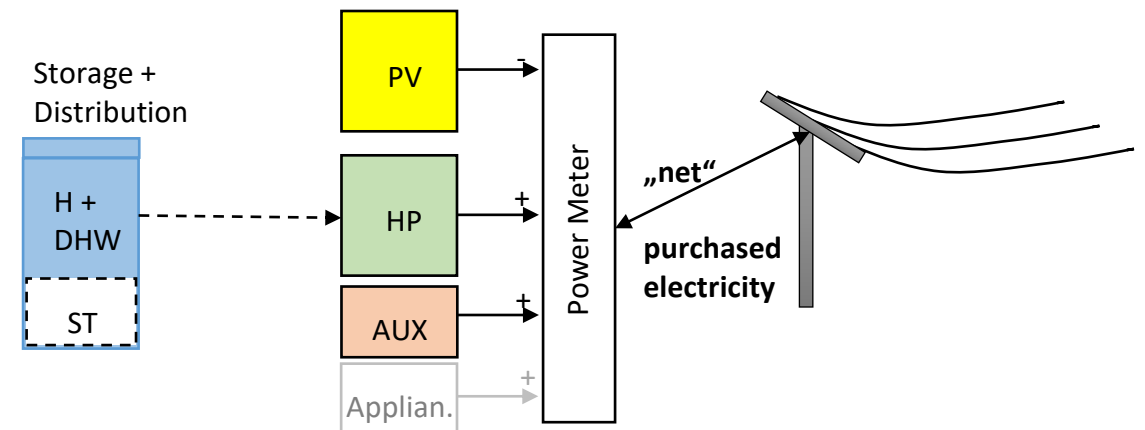 Storage +
Distribution
H +
DHW
ST
PV
-
HP
+
AUX
+
Applian.
+
Power Meter
„net“
purchased
electricity